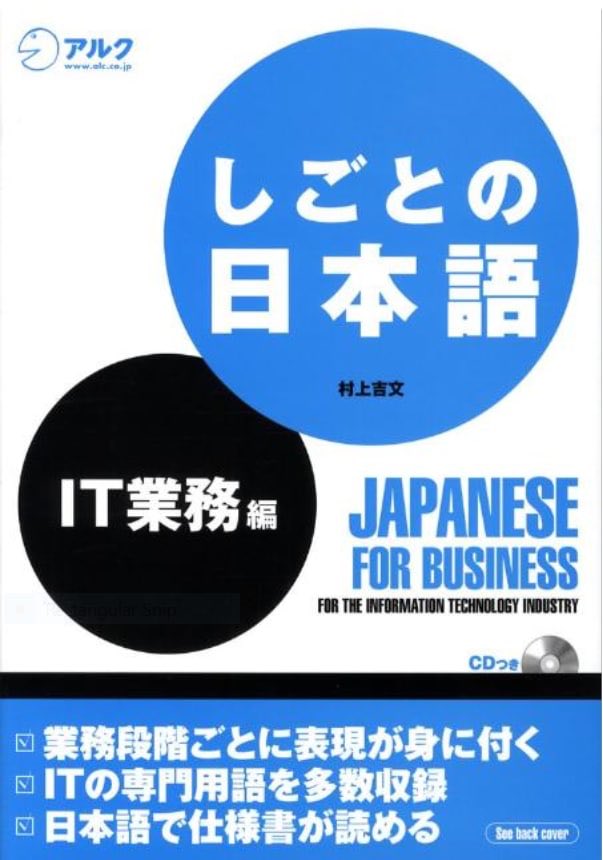 アルク
www.alc.co.jp
しごとの
日本語
村上吉文
IT業務編
JAPANESE
FOR BUSINESS
FOR THE INFORMATION TECHNOLOGY INDUSTRY
CDつき
Rectangular Snip
業務段階ごとに表現が身に付く
ITの専門用語を多数収録
日本語で仕様書が読める
See back cover